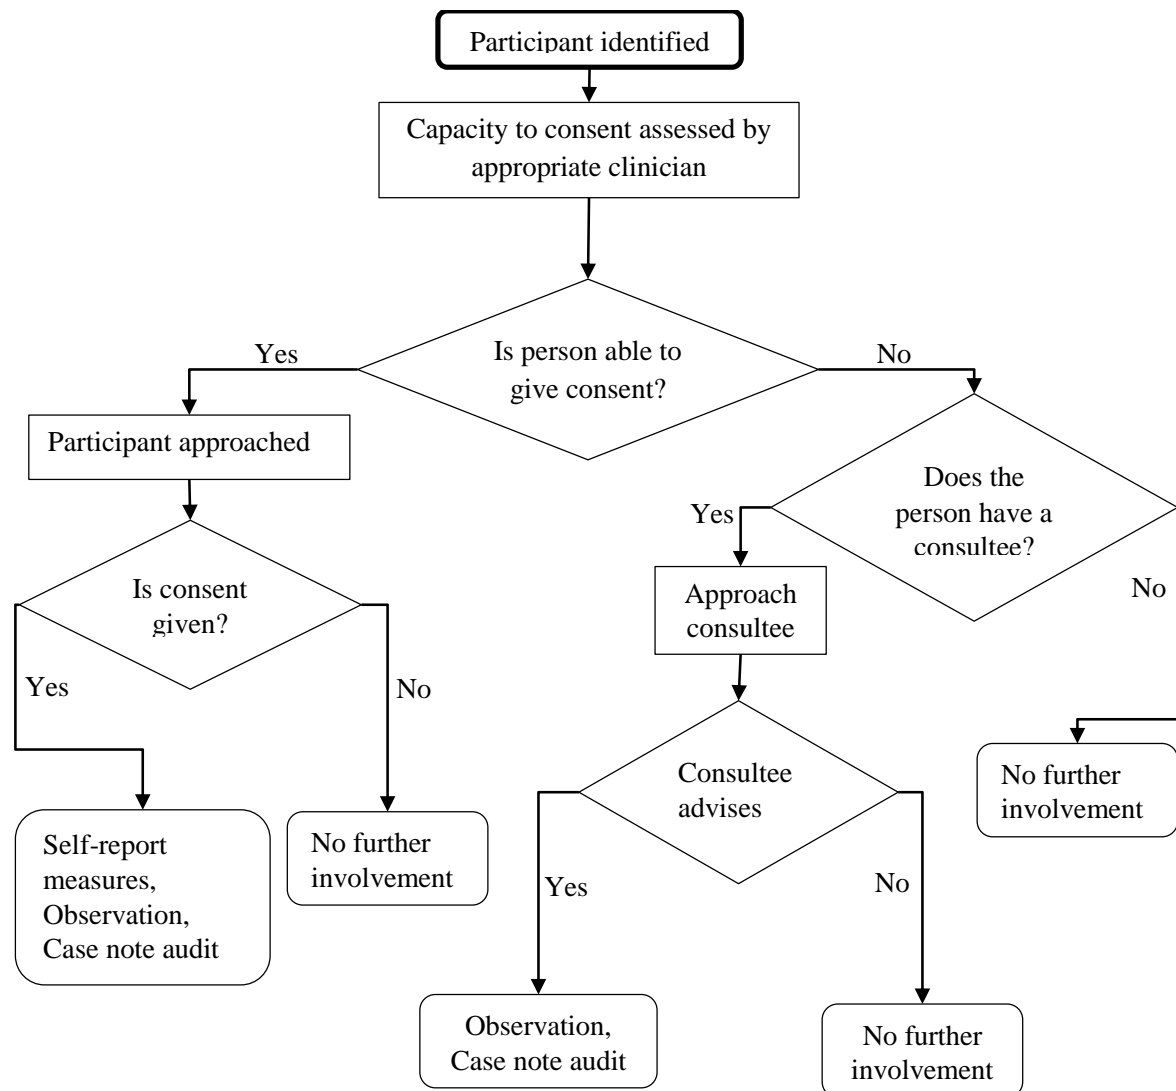 Participant identified
Capacity to consent assessed by
appropriate clinician
Is person able to
give consent?
Yes
No
Participant approached
Does the
person have a
consultee?
Yes
No
Is consent
given?
Yes
No
Approach
consultee
Consultee
advises
Yes
No
No further
involvement
Self-report
measures,
Observation,
Case note audit
No further
involvement
Observation,
Case note audit
No further
involvement